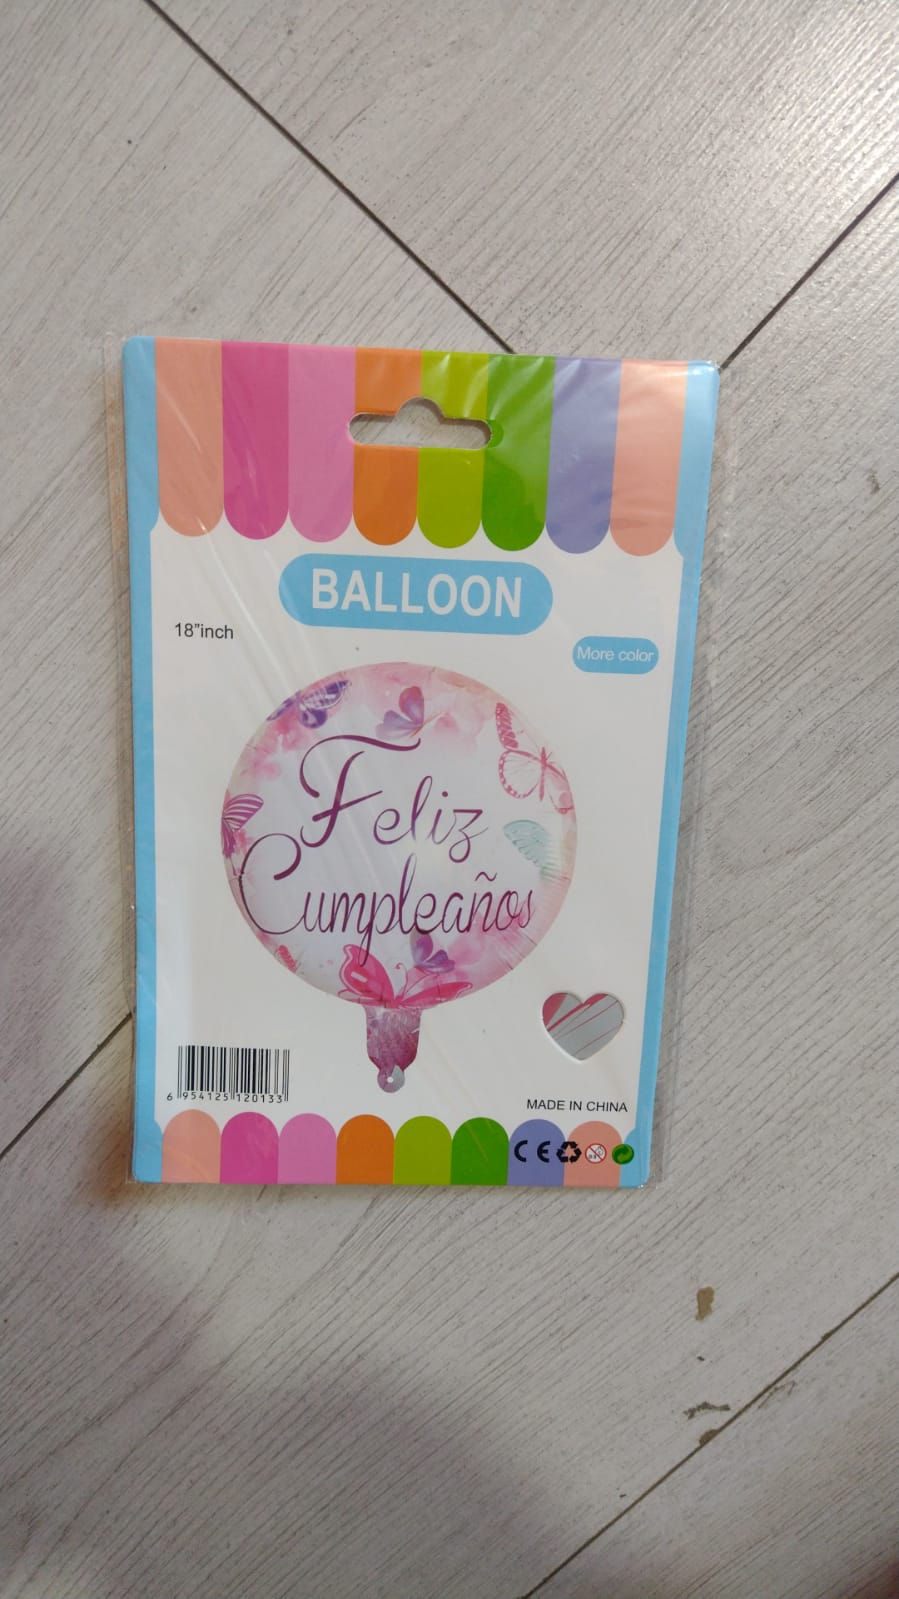 BALLOON
18"inch
More color
Feliz
Cumpleaños
6 954125 120133
MADE IN CHINA
CE